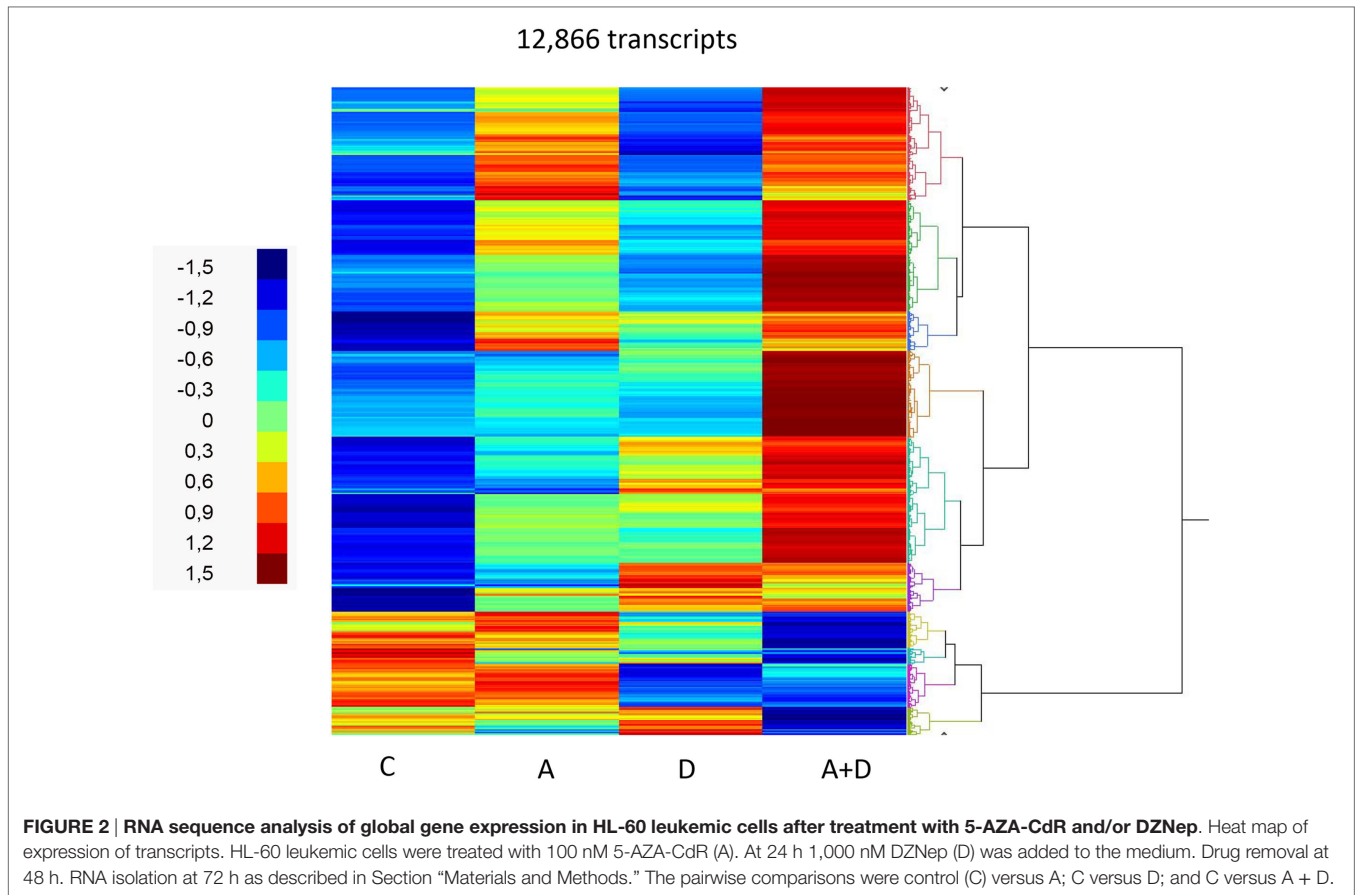 12,866 transcripts
-1,5
-1,2
-0,9
-0,6
-0,3
0
0,3
0,6
0,9
1,2
1,5
C A D A+D
FIGURE 2 | RNA sequence analysis of global gene expression in HL-60 leukemic cells after treatment with 5-AZA-CdR and/or DZNep. Heat map of
expression of transcripts. HL-60 leukemic cells were treated with 100 nM 5-AZA-CdR (A). At 24 h 1,000 nM DZNep (D) was added to the medium. Drug removal at
48 h. RNA isolation at 72 h as described in Section “Materials and Methods.” The pairwise comparisons were control (C) versus A; C versus D; and C versus A + D.